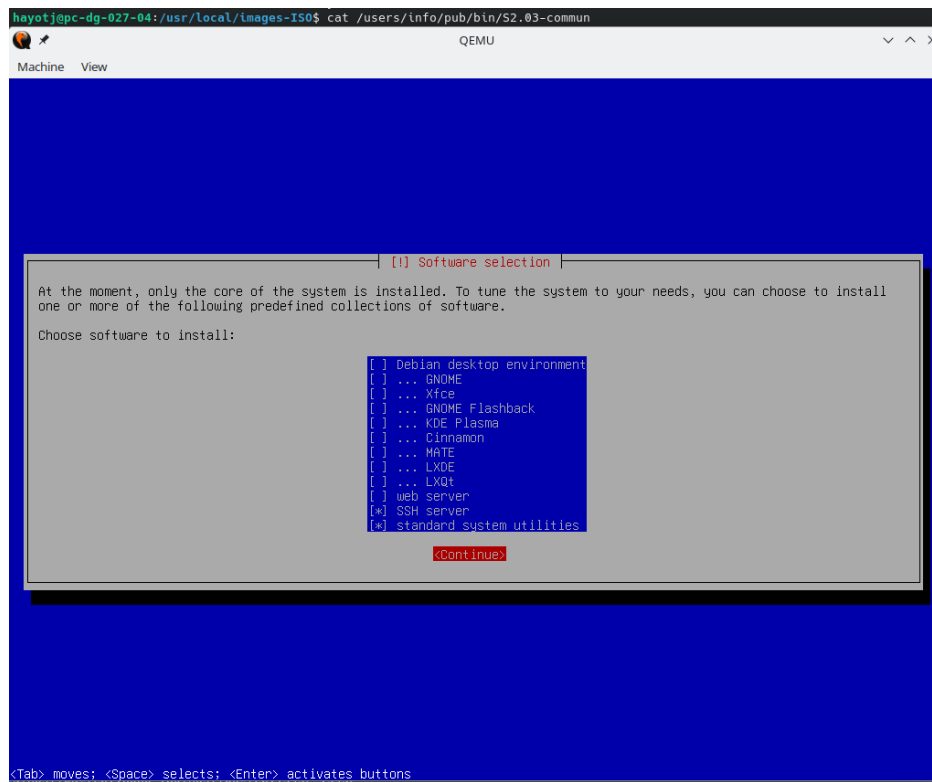 hayotj@pc-dg-027-04:/usr/local/images-ISO$ cat /users/info/pub/bin/S2.03-commun
QEMU
Machine View
[!] Software selection
At the moment, only the core of the system is installed. To tune the system to your needs, you can choose to install
one or more of the following predefined collections of software.
Choose software to install:
[ ] Debian desktop environment
[ ] ... GNOME
[ ] ... Xfce
[ ] ... GNOME Flashback
[ ] ... KDE Plasma
[ ] ... Cinnamon
[ ] ... MATE
[ ] ... LXDE
[ ] ... LXQt
[ ] web server
[*] SSH server
[*] standard system utilities
<Continue>
<Tab> moves; <Space> selects; <Enter> activates buttons